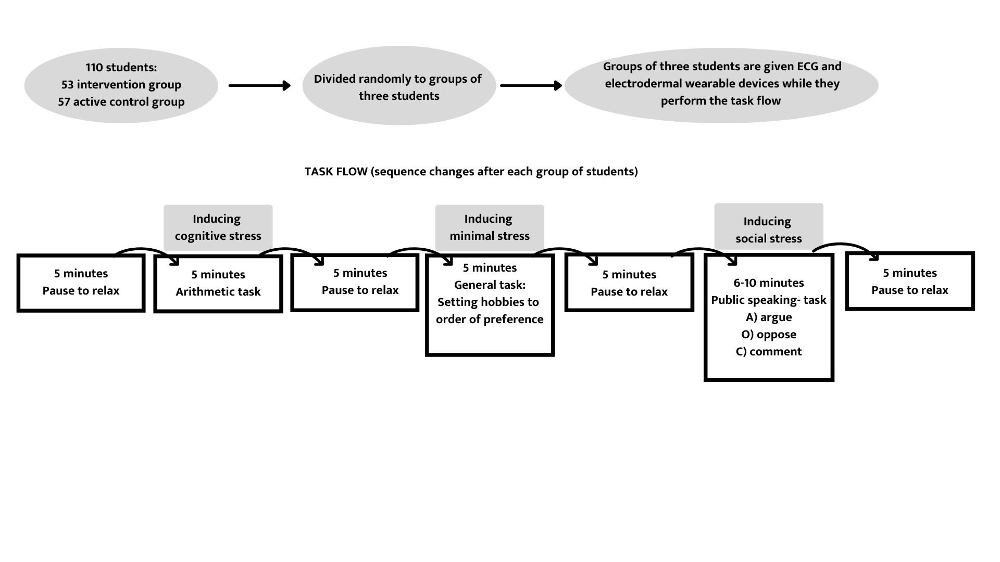 110 students:
53 intervention group
57 active control group
Divided randomly to groups of
three students
Groups of three students are given ECG and
electrodermal wearable devices while they
perform the task flow
TASK FLOW (sequence changes after each group of students)
Inducing
cognitive stress
Inducing
minimal stress
Inducing
social stress
5 minutes
Pause to relax
5 minutes
Arithmetic task
5 minutes
Pause to relax
5 minutes
General task:
Setting hobbies to
order of preference
5 minutes
Pause to relax
6-10 minutes
Public speaking- task
A) argue
O) oppose
C) comment
5 minutes
Pause to relax